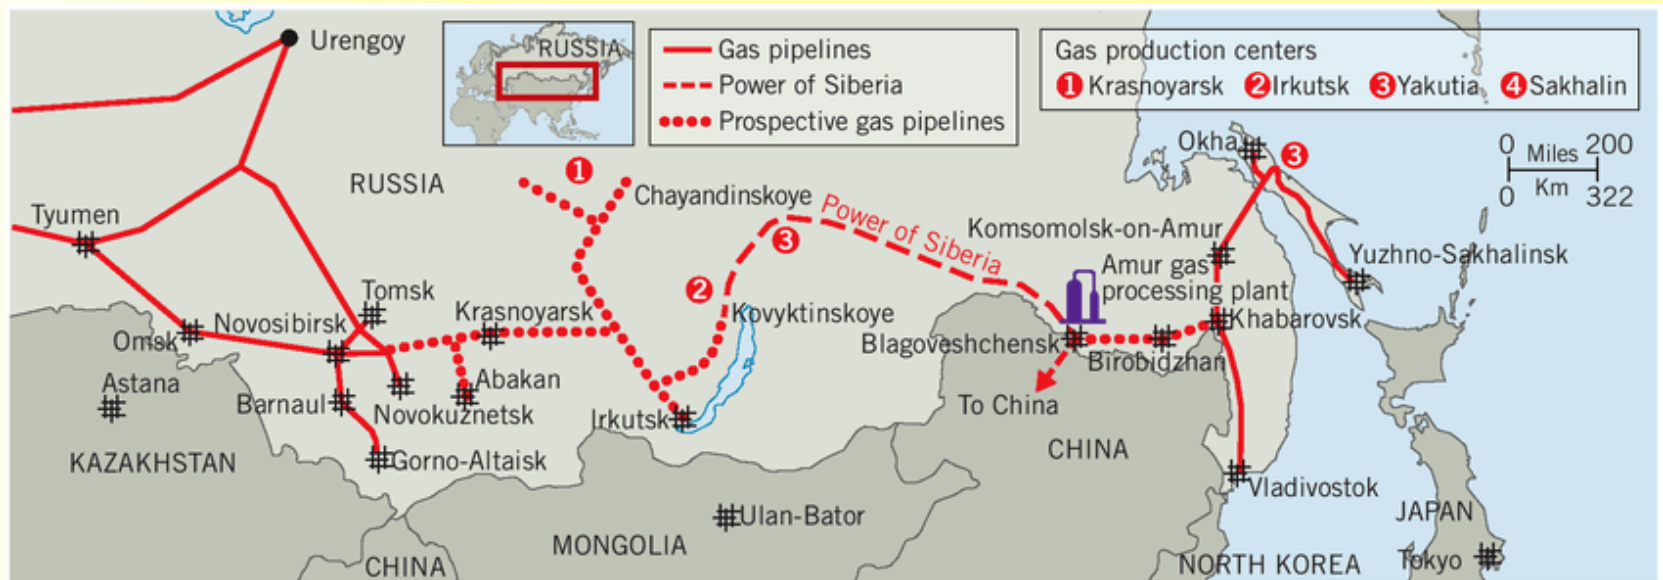 Urengoy
RUSSIA
Gas pipelines
Power of Siberia
Prospective gas pipelines
Gas production centers
1 Krasnoyarsk 2 Irkutsk 3 Yakutia 4 Sakhalin
Okha
3
0 Miles 200
0 Km 322
1
RUSSIA
Chayandinskoye
Power of Siberia
Tyumen
Komsomolsk-on-Amur
3
Amur gas
processing plant
Yuzhno-Sakhalinsk
Tomsk
2
Krasnoyarsk
Kovyktinskoye
Novosibirsk
Omsk
Khabarovsk
Blagoveshchensk
Birobidzhan
Astana
Abakan
Barnaul
Novokuznetsk
To China
Irkutsk
KAZAKHSTAN
Gorno-Altaisk
CHINA
Vladivostok
Ulan-Bator
JAPAN
MONGOLIA
CHINA
NORTH KOREA
Tokyo